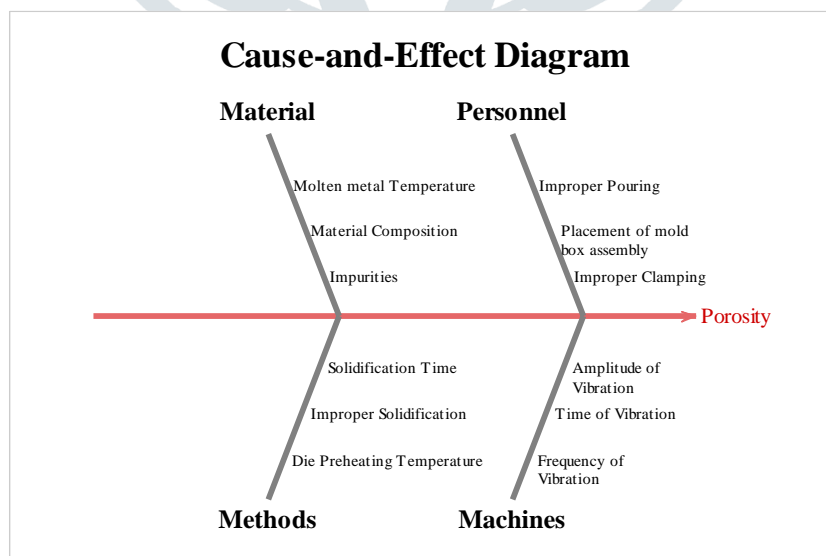 Cause-and-Effect Diagram
Material
Personnel
Molten metal Temperature
Improper Pouring
Material Composition
Placement of mold
box assembly
Impurities
Improper Clamping
Porosity
Solidification Time
Amplitude of
Vibration
Improper Solidification
Time of Vibration
Die Preheating Temperature
Frequency of
Vibration
Methods
Machines